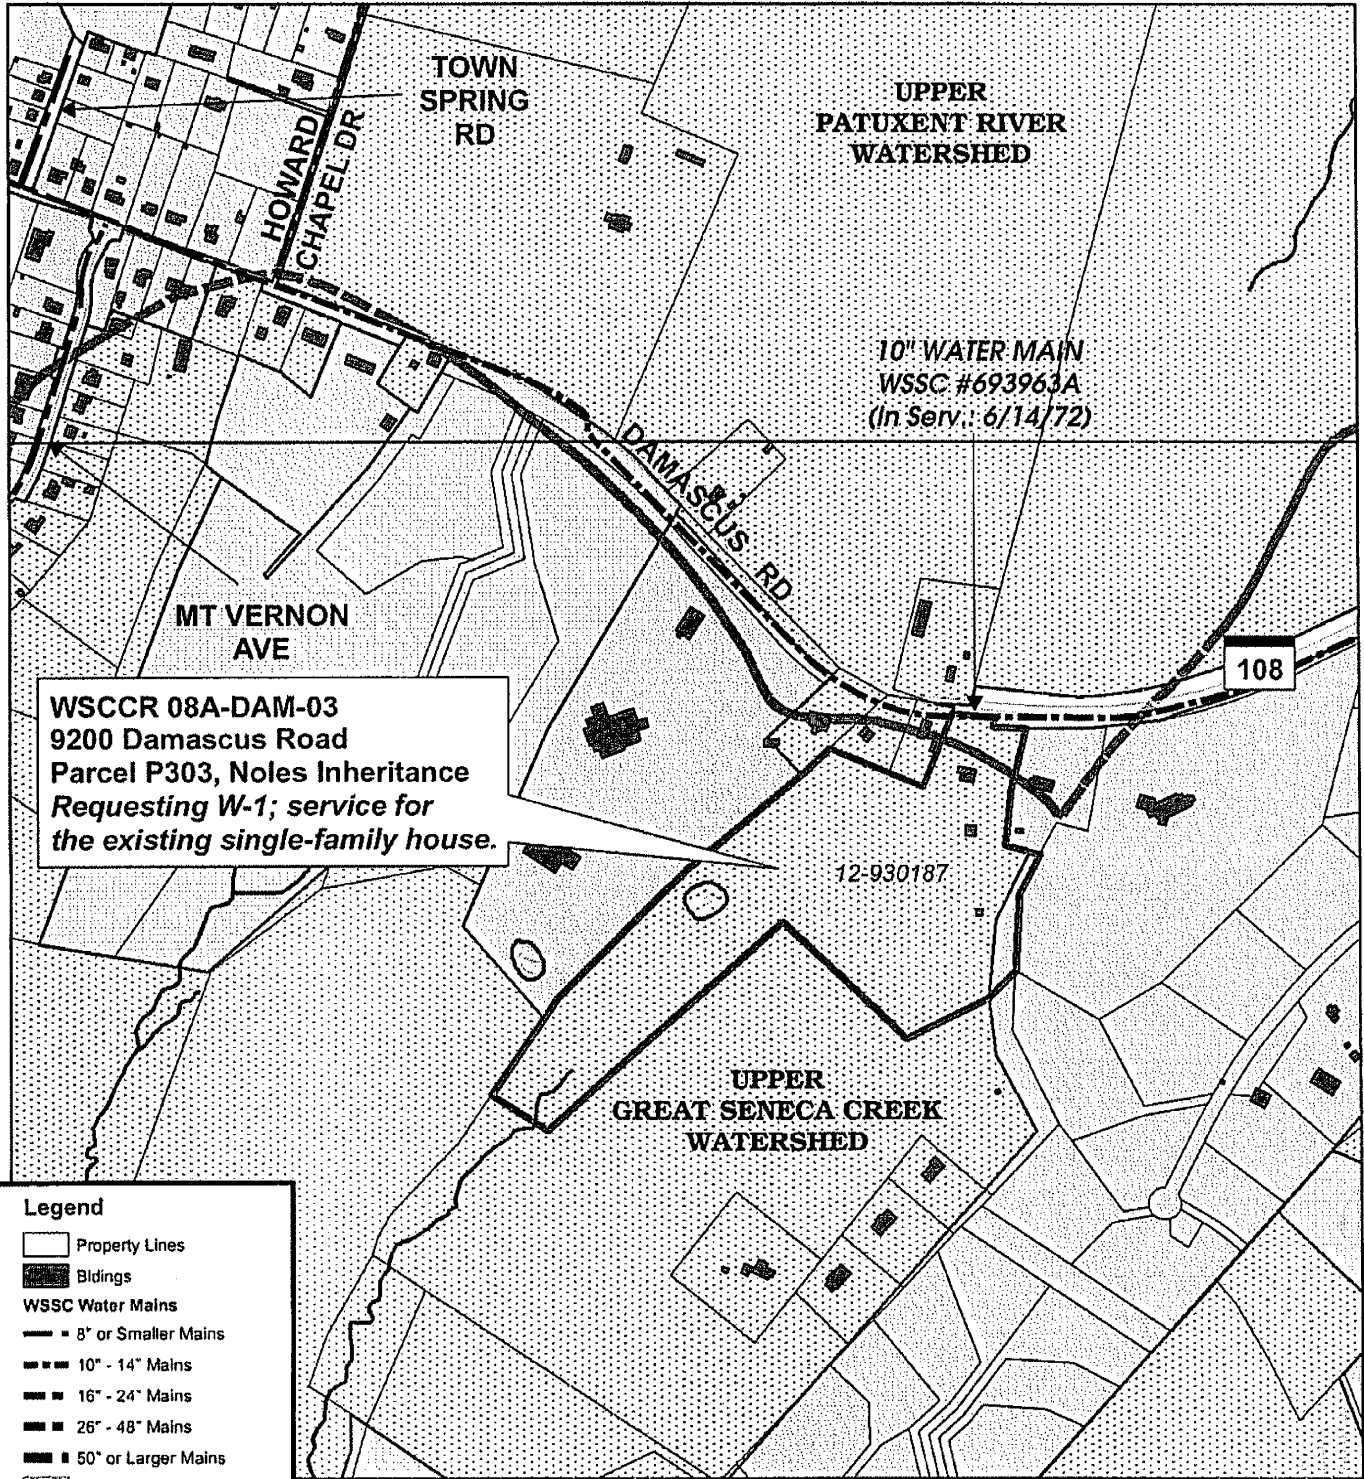 TOWN
SPRING
RD
UPPER
PATUXENT RIVER
WATERSHED
HOWARD
CHAPEL DR
10" WATER MAIN
WSSC #693963A
(In Serv.: 6/14/72)
DAMASCUS RD
MT VERNON
AVE
108
WSCCR 08A-DAM-03
9200 Damascus Road
Parcel P303, Noles Inheritance
Requesting W-1; service for
the existing single-family house.
12-930187
UPPER
GREAT SENECA CREEK
WATERSHED
Legend
Property Lines
Bldings
WSSC Water Mains
8" or Smaller Mains
10" - 14" Mains
16" - 24" Mains
26" - 48" Mains
50" or Larger Mains